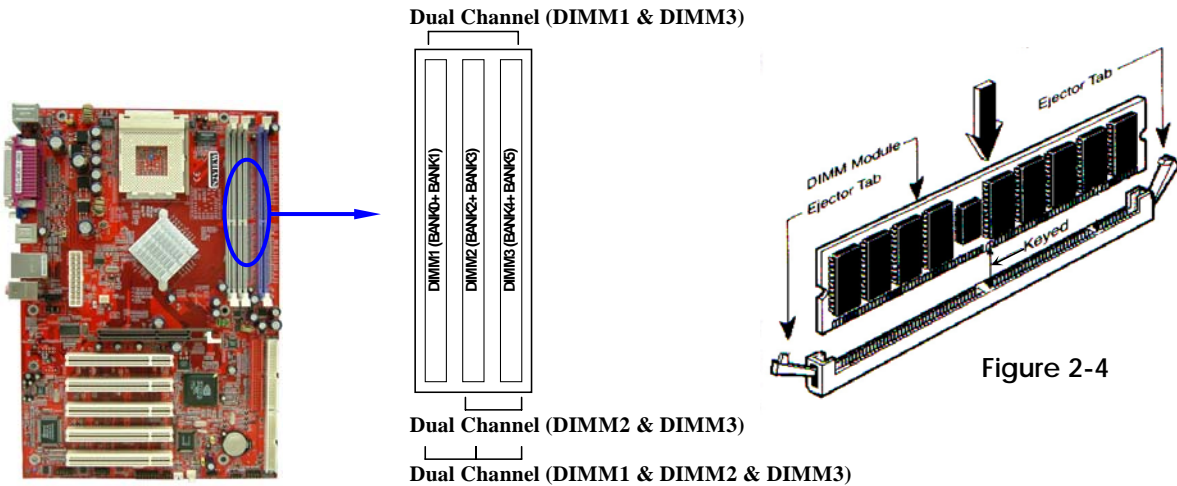 Dual Channel (DIMM1 & DIMM3)
DIMM1 (BANK0+ BANK1)
DIMM2 (BANK2+ BANK3)
DIMM3 (BANK4+ BANK5)
Dual Channel (DIMM2 & DIMM3)
Dual Channel (DIMM1 & DIMM2 & DIMM3)
Ejector Tab
DIMM Module
Ejector Tab
Keyed
Figure 2-4